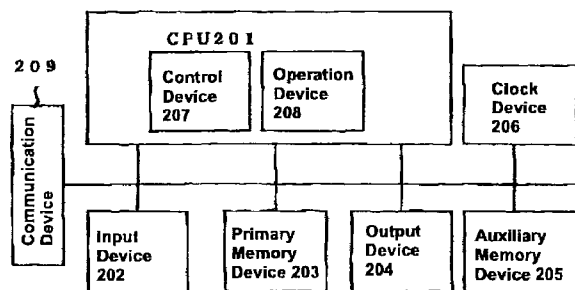 CPU201
209
Control
Device
207
Operation
Device
208
Clock
Device
206
Communication
Device
Input
Device
202
Primary
Memory
Device 203
Output
Device
204
Auxiliary
Memory
Device 205